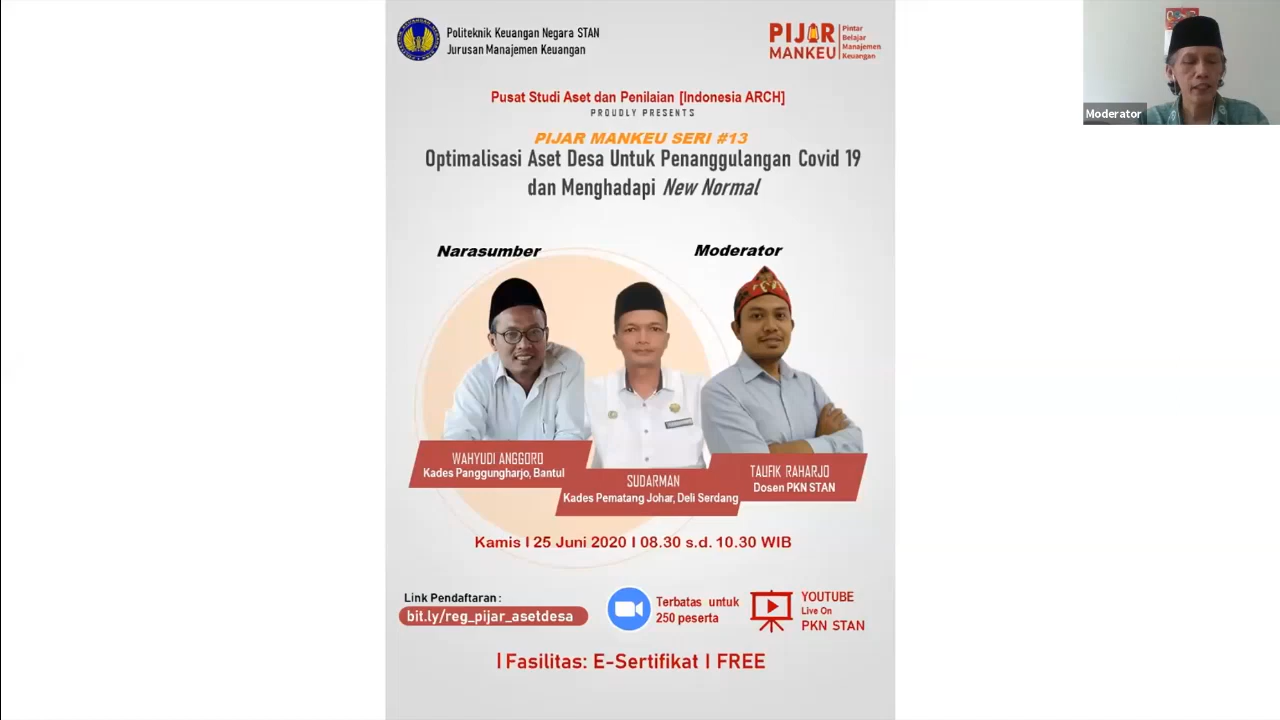 Politeknik Keuangan Negara STAN
Jurusan Manajemen Keuangan
PIJAR
MANKEU
Pintar
Belajar
Manajemen
Keuangan
Moderator
Pusat Studi Aset dan Penilaian [Indonesia ARCH]
PROUDLY PRESENTS
PIJAR MANKEU SERI #13
Optimalisasi Aset Desa Untuk Penanggulangan Covid 19
dan Menghadapi New Normal
Narasumber
Moderator
WAHYUDI ANGGORO
Kades Panggungharjo, Bantul
SUDARMAN
Kades Pematang Johar, Deli Serdang
TAUFIK RAHARJO
Dosen PKN STAN
Kamis I 25 Juni 2020 I 08.30 s.d. 10.30 WIB
Link Pendaftaran :
bit.ly/reg_pijar_asetdesa
Terbatas untuk
250 peserta
YOUTUBE
Live On
PKN STAN
| Fasilitas: E-Sertifikat I FREE